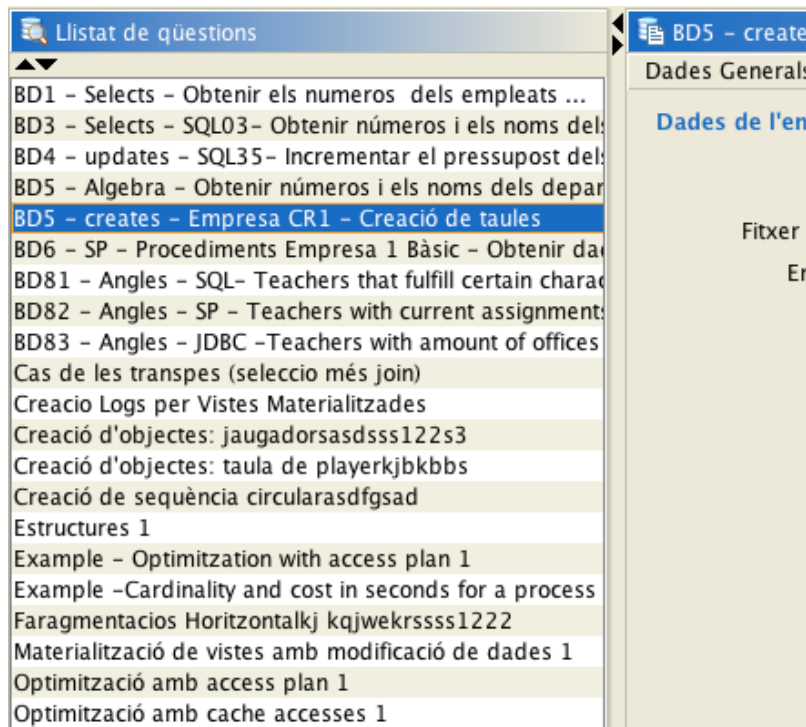 Llistat de qüestions
BD1 - Selects - Obtenir els numeros dels empleats ...
BD3 - Selects - SQL03- Obtenir números i els noms dels
BD4 - updates - SQL35- Incrementar el pressupost dels
BD5 - Algebra - Obtenir números i els noms dels depar
BD5 - creates - Empresa CR1 - Creació de taules
BD6 - SP - Procediments Empresa 1 Bàsic - Obtenir dad
BD81 - Angles - SQL- Teachers that fulfill certain charac
BD82 - Angles - SP - Teachers with current assignments
BD83 - Angles - JDBC -Teachers with amount of offices
Cas de les transpes (seleccio més join)
Creacio Logs per Vistes Materialitzades
Creació d'objectes: jaugadorsasdsss122s3
Creació d'objectes: taula de playerkjbkbbs
Creació de seqüència circularasdfgsad
Estructures 1
Example - Optimitzation with access plan 1
Example -Cardinality and cost in seconds for a process
Faragmentacios Horitzontalkj kqjwekrssss1222
Materialització de vistes amb modificació de dades 1
Optimització amb access plan 1
Optimització amb cache accesses 1
BD5 - create
Dades Generals
Dades de l'en
Fitxer
Er